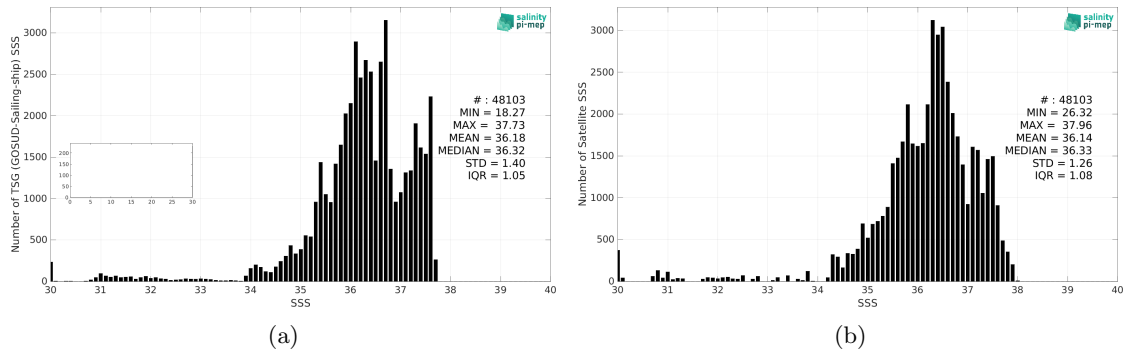 salinity
pi-mep
Number of TSG (GOSUD-Sailing-ship) SSS
3000
2500
2000
1500
1000
500
0
# : 48103
MIN = 18.27
MAX = 37.73
MEAN = 36.18
MEDIAN = 36.32
STD = 1.40
IQR = 1.05
200
150
100
50
0
0 5 10 15 20 25 30
30 31 32 33 34 35 36 37 38 39 40
SSS
(a)
salinity
pi-mep
Number of Satellite SSS
3000
2500
2000
1500
1000
500
0
# : 48103
MIN = 26.32
MAX = 37.96
MEAN = 36.14
MEDIAN = 36.33
STD = 1.26
IQR = 1.08
30 31 32 33 34 35 36 37 38 39 40
SSS
(b)